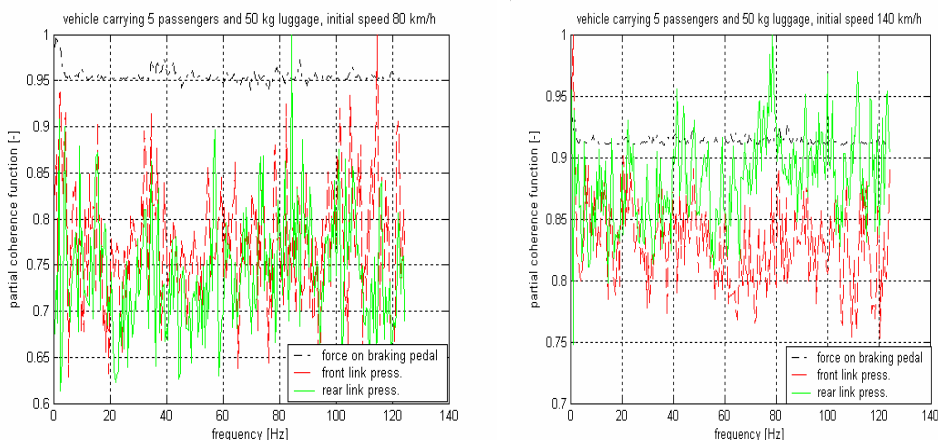 vehicle carrying 5 passengers and 50 kg luggage, initial speed 80 km/h
partial coherence function [-]
1
0.95
0.9
0.85
0.8
0.75
0.7
0.65
0.6
force on braking pedal
front link press.
rear link press.
0 20 40 60 80 100 120 140
frequency [Hz]
vehicle carrying 5 passengers and 50 kg luggage, initial speed 140 km/h
partial coherence function [-]
1
0.95
0.9
0.85
0.8
0.75
0.7
force on braking pedal
front link press.
rear link press.
0 20 40 60 80 100 120 140
frequency [Hz]